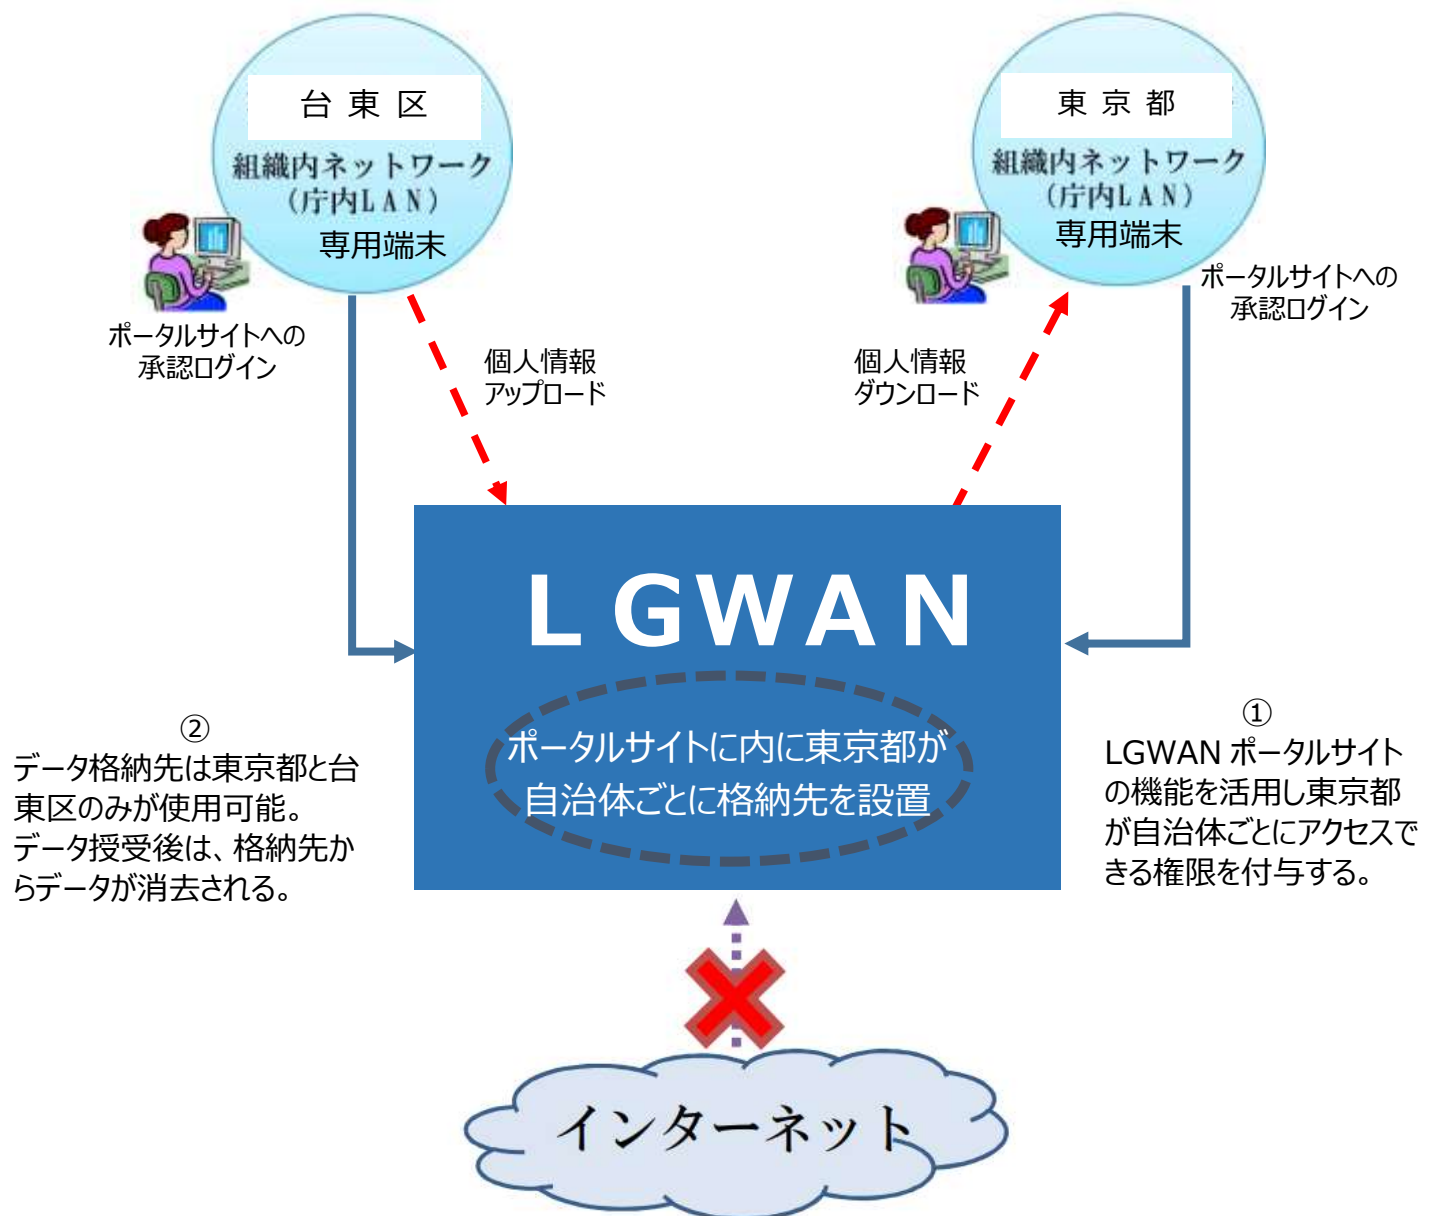 台東区
組織内ネットワーク
(庁内LAN)
専用端末
ポータルサイトへの
承認ログイン
個人情報
アップロード
東京都
組織内ネットワーク
(庁内LAN)
専用端末
ポータルサイトへの
承認ログイン
個人情報
ダウンロード
LGWAN
ポータルサイトに内に東京都が
自治体ごとに格納先を設置
②
データ格納先は東京都と台
東区のみが使用可能。
データ授受後は、格納先か
らデータが消去される。
①
LGWAN ポータルサイト
の機能を活用し東京都
が自治体ごとにアクセスで
きる権限を付与する。
インターネット